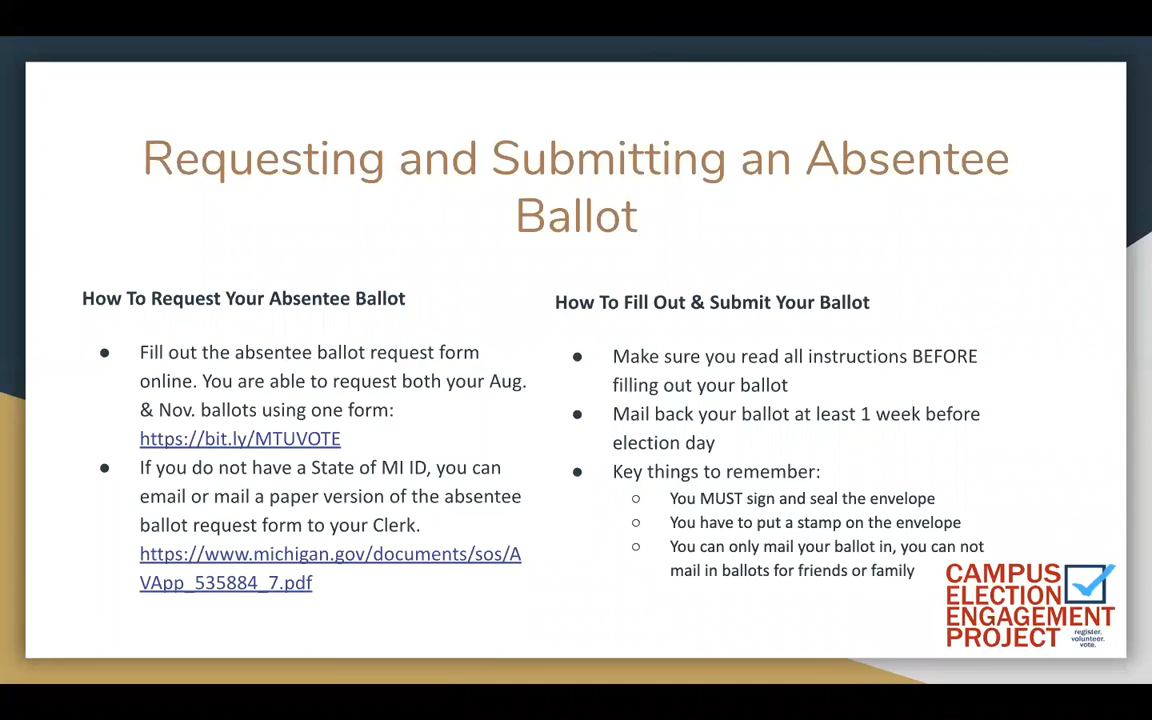 Requesting and Submitting an Absentee
Ballot
How To Request Your Absentee Ballot
● Fill out the absentee ballot request form
online. You are able to request both your Aug.
& Nov. ballots using one form:
https://bit.ly/MTUVOTE
● If you do not have a State of MI ID, you can
email or mail a paper version of the absentee
ballot request form to your Clerk.
https://www.michigan.gov/documents/sos/A
VApp_535884_7.pdf
How To Fill Out & Submit Your Ballot
● Make sure you read all instructions BEFORE
filling out your ballot
● Mail back your ballot at least 1 week before
election day
● Key things to remember:
○ You MUST sign and seal the envelope
○ You have to put a stamp on the envelope
○ You can only mail your ballot in, you can not
mail in ballots for friends or family
CAMPUS
ELECTION
ENGAGEMENT
PROJECT
register.
volunteer.
vote.